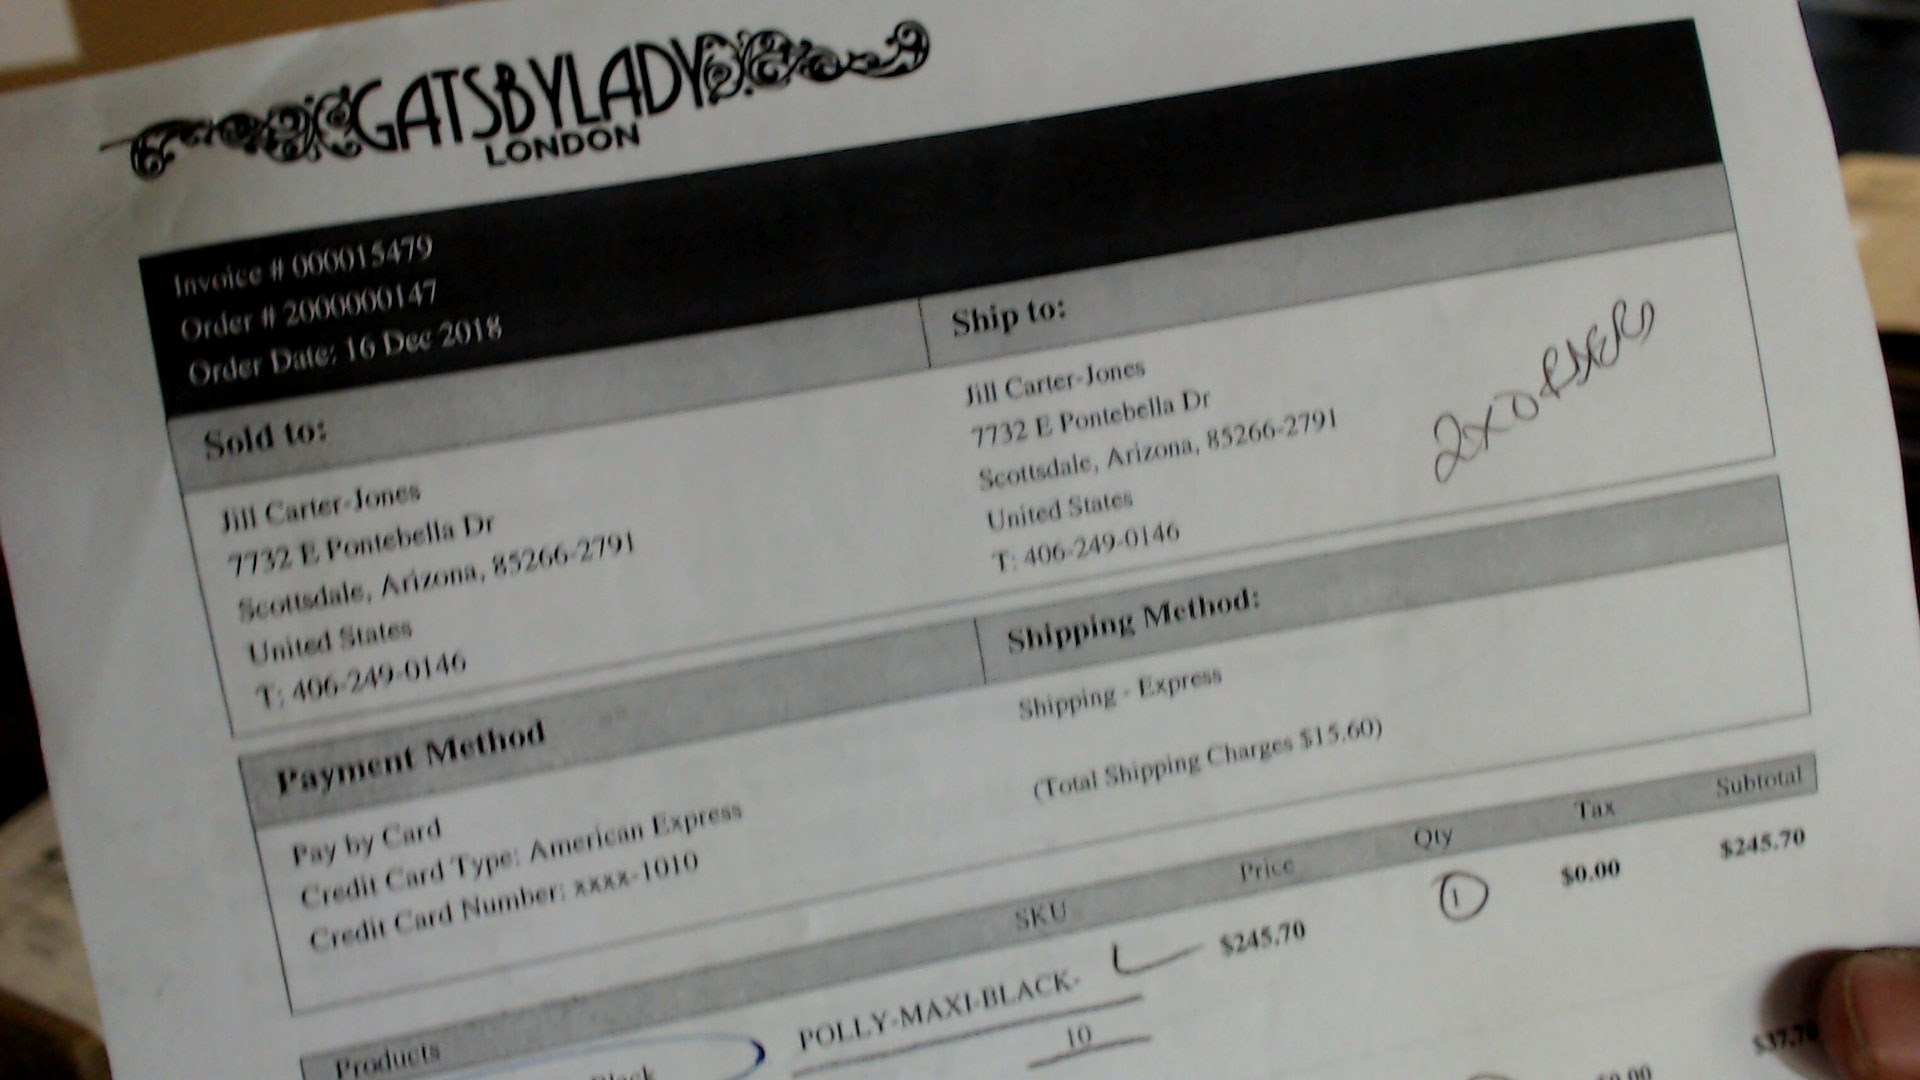 GATSBYLADY
LONDON
Invoice # 000015479
Order # 2000000147
Order Date: 16 Dec 2018
Sold to:
Jill Carter-Jones
7732 E Pontebella Dr
Scottsdale, Arizona, 85266-2791
United States
T: 406-249-0146
Ship to:
Jill Carter-Jones
7732 E Pontebella Dr
Scottsdale, Arizona, 85266-2791
United States
T: 406-249-0146
2x ORDERS
Payment Method
Pay by Card
Credit Card Type: American Express
Credit Card Number: xxxx-1010
Shipping Method:
Shipping - Express
(Total Shipping Charges $15.60)
Products SKU Price Qty Tax Subtotal
Black POLLY-MAXI-BLACK- $245.70 1 $0.00 $245.70
10